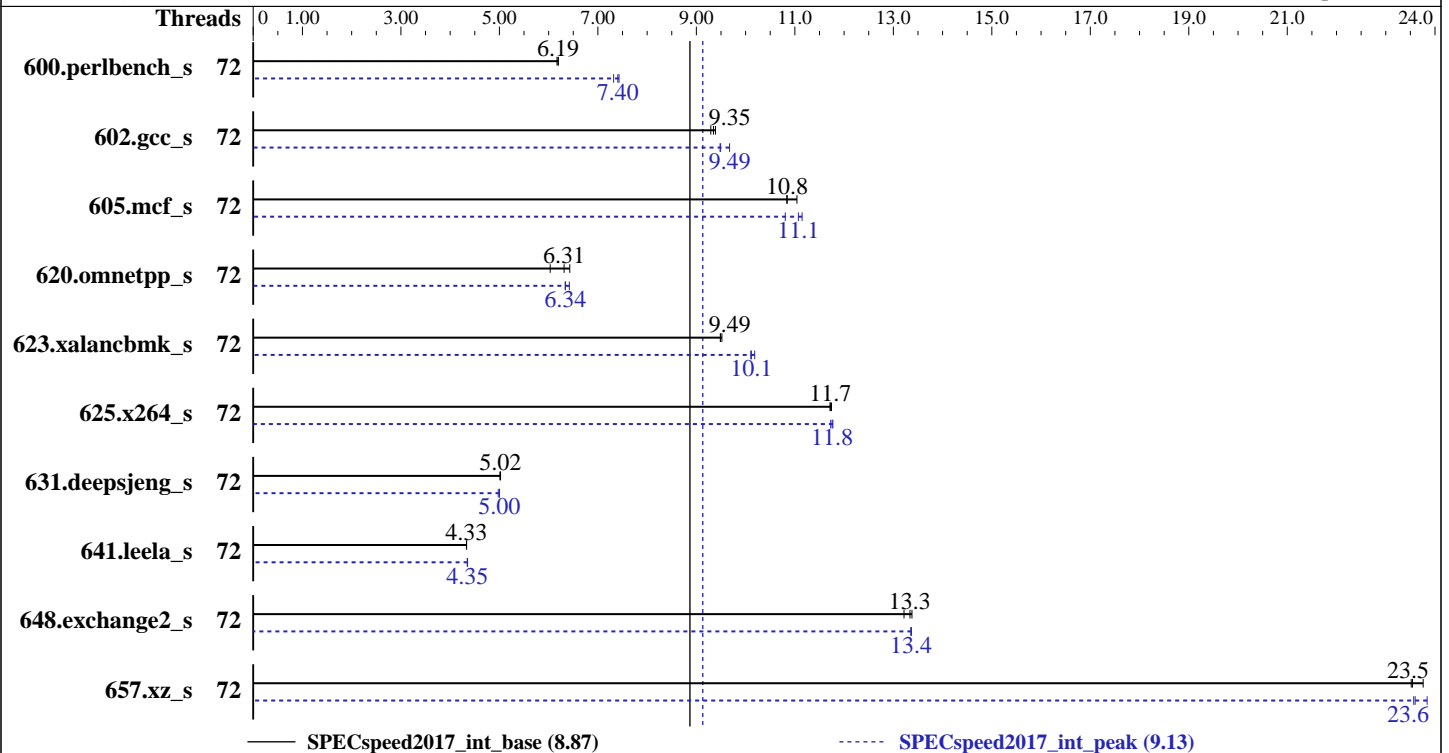 Threads 0 1.00 3.00 5.00 7.00 9.00 11.0 13.0 15.0 17.0 19.0 21.0 24.0
6.19
600.perlbench_s 72
7.40
9.35
602.gcc_s 72
9.49
10.8
605.mcf_s 72
11.1
6.31
620.omnetpp_s 72
6.34
9.49
623.xalancbmk_s 72
10.1
11.7
625.x264_s 72
11.8
5.02
631.deepsjeng_s 72
5.00
4.33
641.leela_s 72
4.35
13.3
648.exchange2_s 72
13.4
23.5
657.xz_s 72
23.6
SPECspeed2017_int_base (8.87) SPECspeed2017_int_peak (9.13)